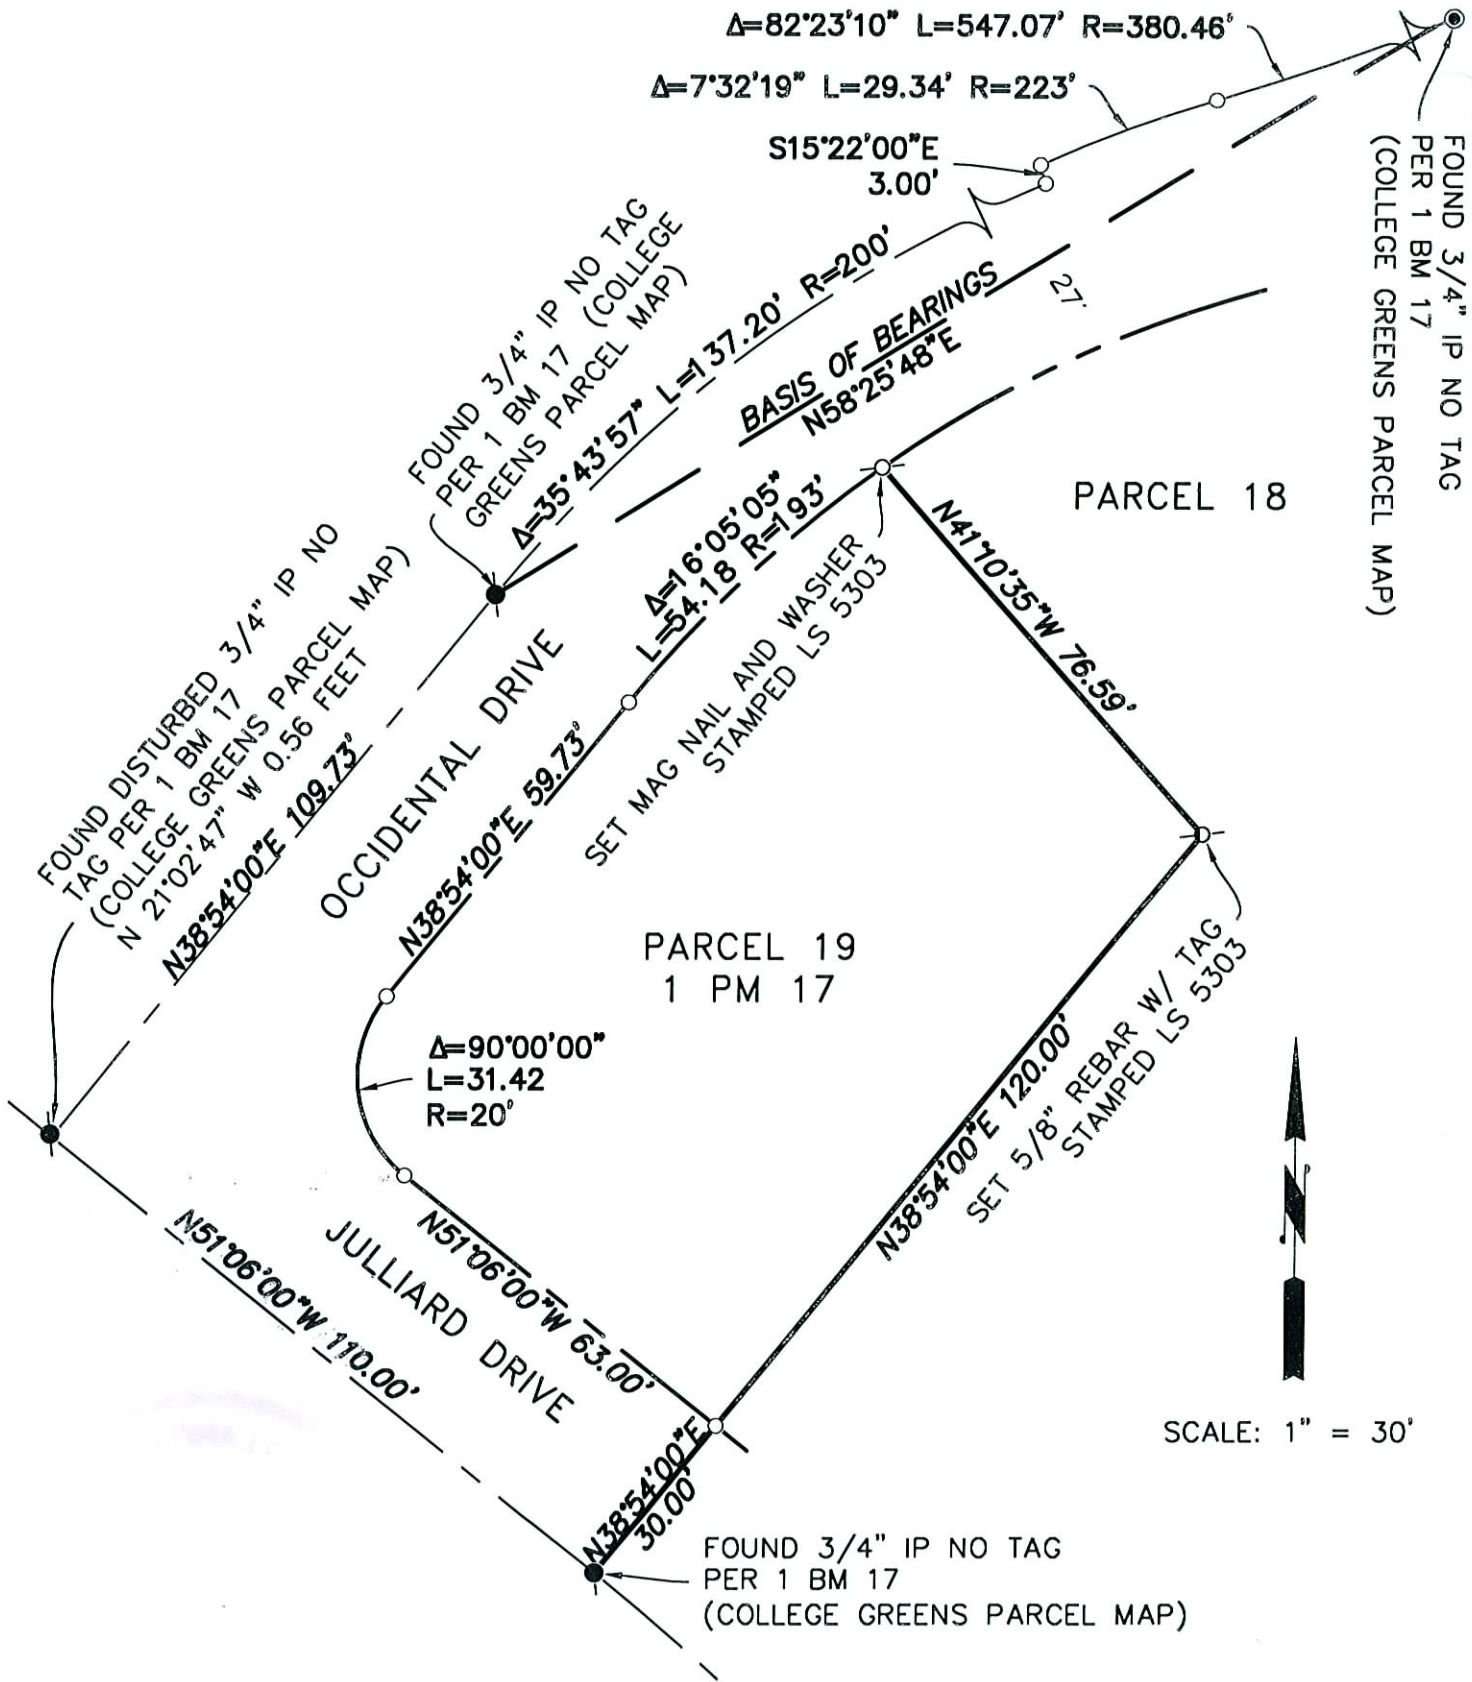 Δ=82°23'10" L=547.07' R=380.46'
Δ=7°32'19" L=29.34' R=223'
S15°22'00"E
3.00'
FOUND 3/4" IP NO TAG
PER 1 BM 17
(COLLEGE GREENS PARCEL MAP)
FOUND 3/4" IP NO TAG
PER 1 BM 17 (COLLEGE
GREENS PARCEL MAP)
Δ=35°43'57" L=137.20' R=200'
BASIS OF BEARINGS
N58°25'48"E
27'
PARCEL 18
FOUND DISTURBED 3/4" IP NO
TAG PER 1 BM 17
(COLLEGE GREENS PARCEL MAP)
N 21°02'47" W 0.56 FEET
N38°54'00"E 109.73'
OCCIDENTAL DRIVE
Δ=16°05'05"
L=54.18 R=193'
N38°54'00"E 59.73'
SET MAG NAIL AND WASHER
STAMPED LS 5303
N41°10'35"W 76.59'
PARCEL 19
1 PM 17
Δ=90°00'00"
L=31.42
R=20'
SET 5/8" REBAR W/ TAG
STAMPED LS 5303
N38°54'00"E 120.00'
N51°06'00"W 63.00'
JULLIARD DRIVE
N51°06'00"W 110.00'
N38°54'00"E
30.00'
N
SCALE: 1" = 30'
FOUND 3/4" IP NO TAG
PER 1 BM 17
(COLLEGE GREENS PARCEL MAP)